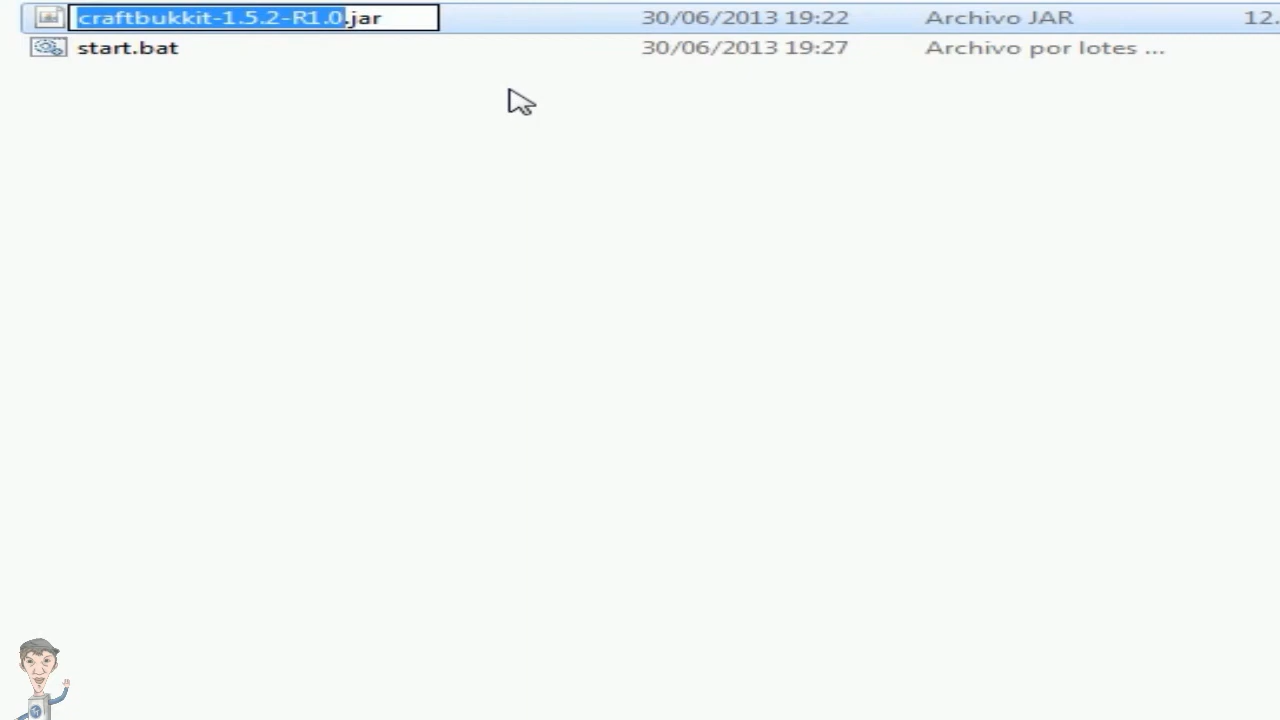 craftbukkit-1.5.2-R1.0.jar 30/06/2013 19:22 Archivo JAR 12.
start.bat 30/06/2013 19:27 Archivo por lotes ...